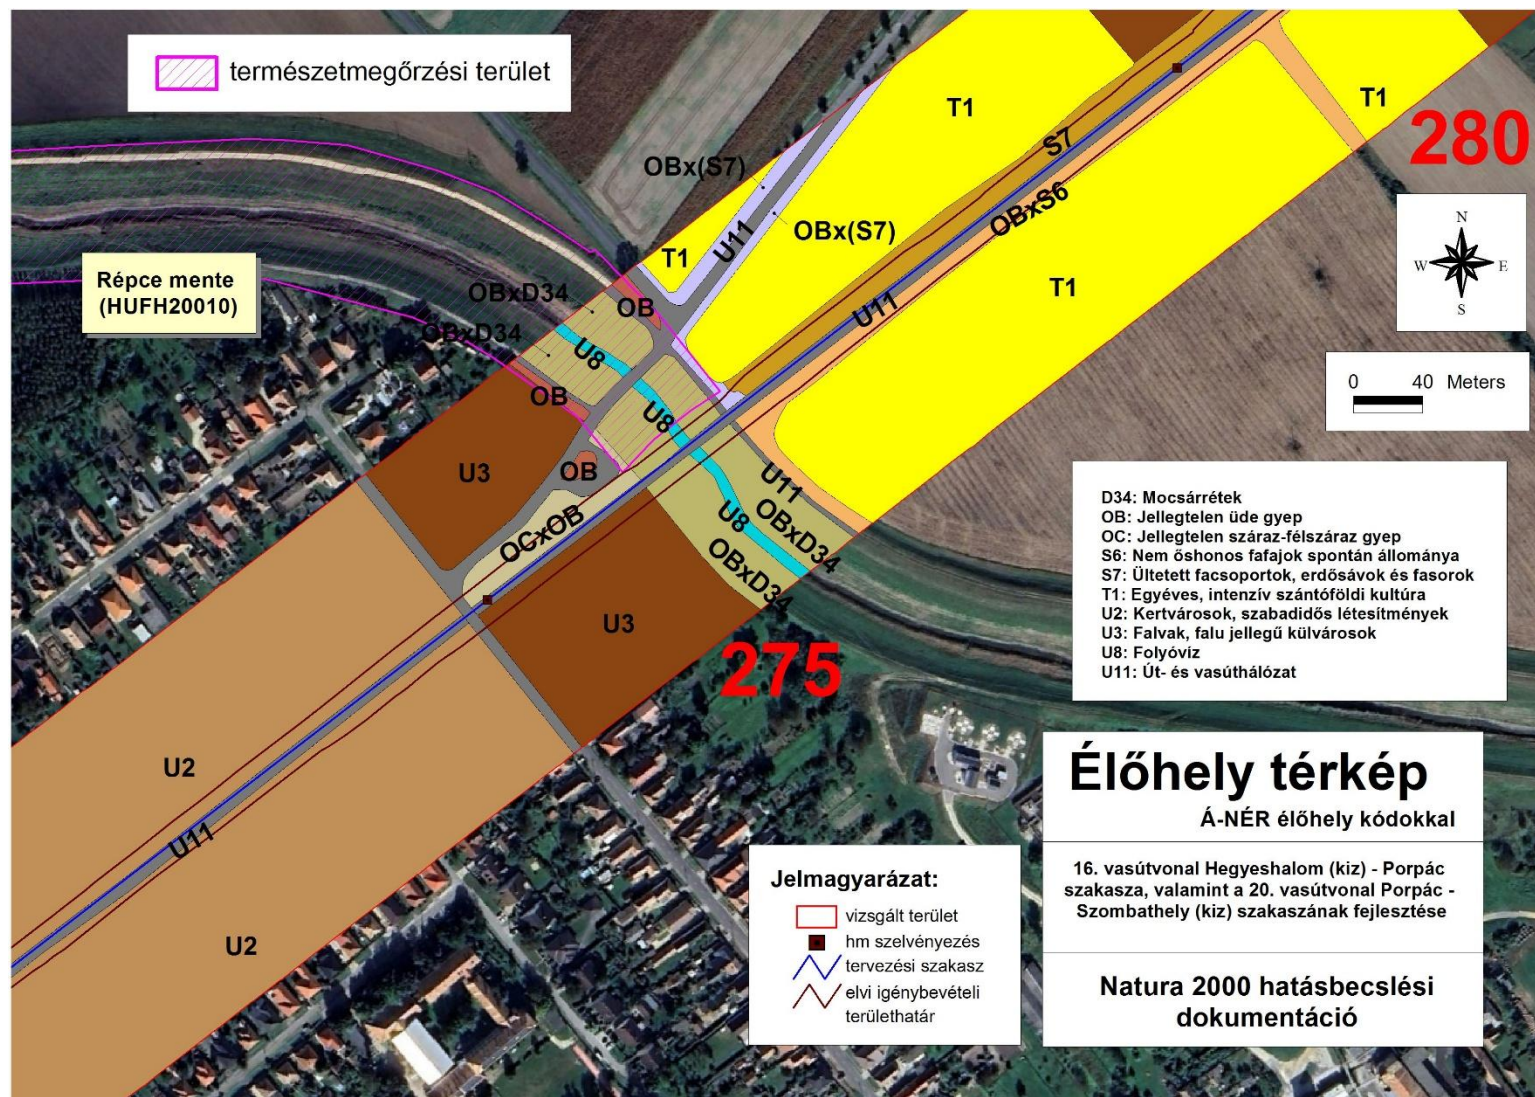 természetmegőrzési terület
T1
T1
280
S7
OBx(S7)
OBxS6
U11
OBx(S7)
T1
N
W
E
S
Répce mente
(HUFH20010)
OBxD34
OB
U11
T1
OBxD34
U8
0 40 Meters
OB
U8
U3
OB
U11
OBxD34
U8
OCxOB
OBxD34
U3
275
D34: Mocsárrétek
OB: Jellegtelen üde gyep
OC: Jellegtelen száraz-félszáraz gyep
S6: Nem őshonos fafajok spontán állománya
S7: Ültetett facsoportok, erdősávok és fasorok
T1: Egyéves, intenzív szántóföldi kultúra
U2: Kertvárosok, szabadidős létesítmények
U3: Falvak, falu jellegű külvárosok
U8: Folyóvíz
U11: Út- és vasúthálózat
U2
U11
U2
Jelmagyarázat:
vizsgált terület
hm szelvényezés
tervezési szakasz
elvi igénybevételi
területhatár
Élőhely térkép
Á-NÉR élőhely kódokkal
16. vasútvonal Hegyeshalom (kiz) - Porpác
szakasza, valamint a 20. vasútvonal Porpác -
Szombathely (kiz) szakaszának fejlesztése
Natura 2000 hatásbecslési
dokumentáció